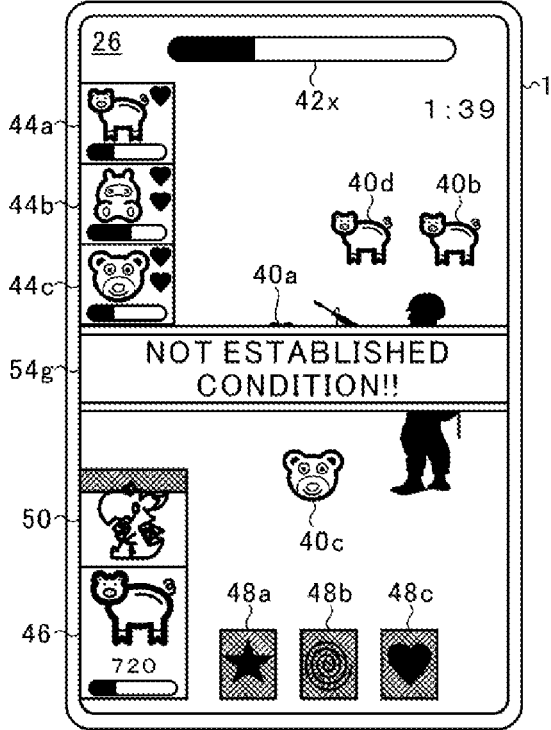 26
1
42x
1:39
44a
44b
40d
40b
44c
40a
54g
NOT ESTABLISHED
CONDITION!!
50
40c
48a
48b
48c
46
720